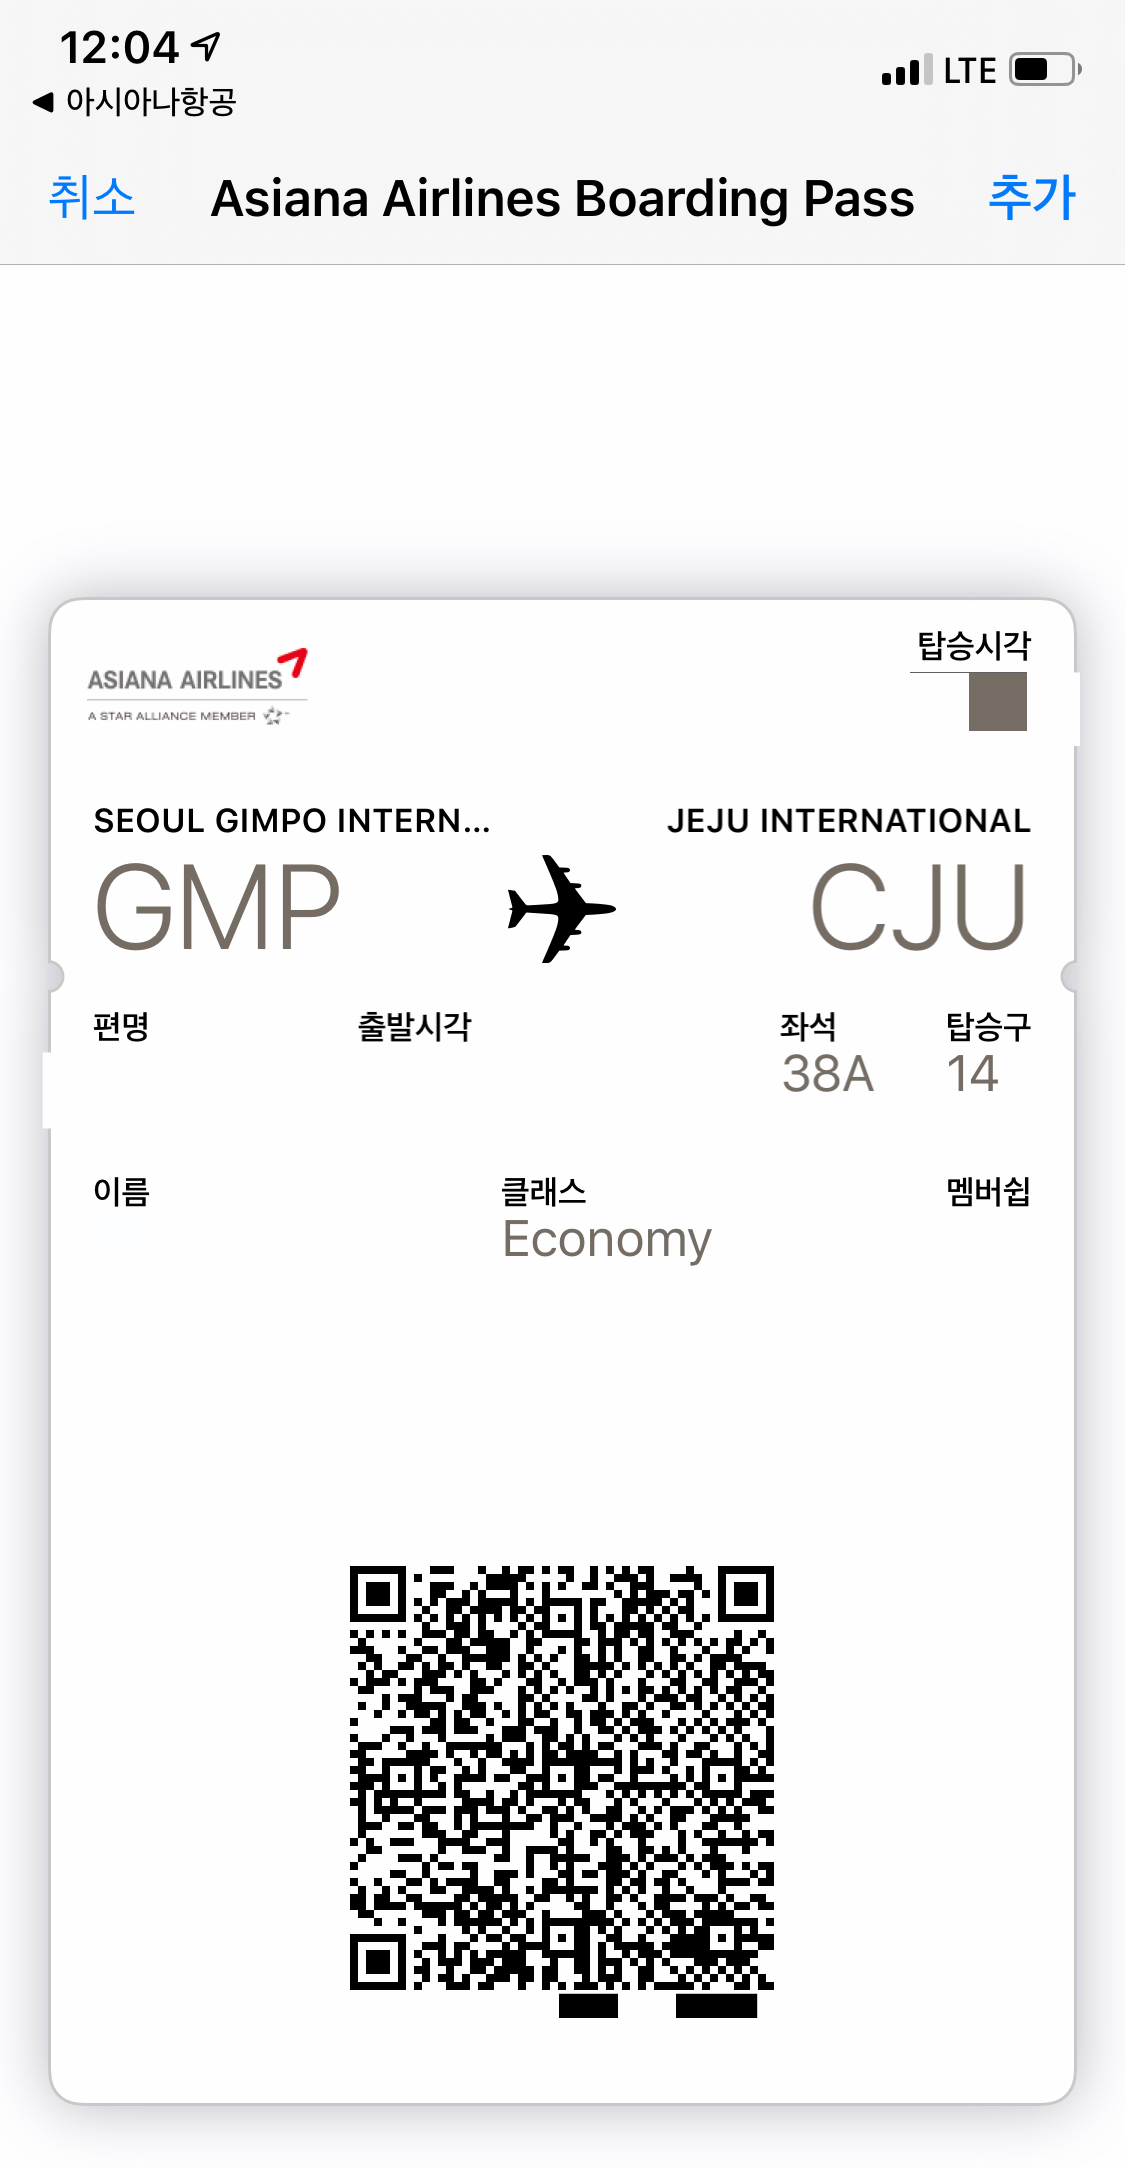 12:04
LTE
아시아나항공
취소
Asiana Airlines Boarding Pass
추가
탑승시각
ASIANA AIRLINES
A STAR ALLIANCE MEMBER
SEOUL GIMPO INTERN...
JEJU INTERNATIONAL
GMP
CJU
편명
출발시각
좌석
탑승구
38A
14
이름
클래스
멤버쉽
Economy